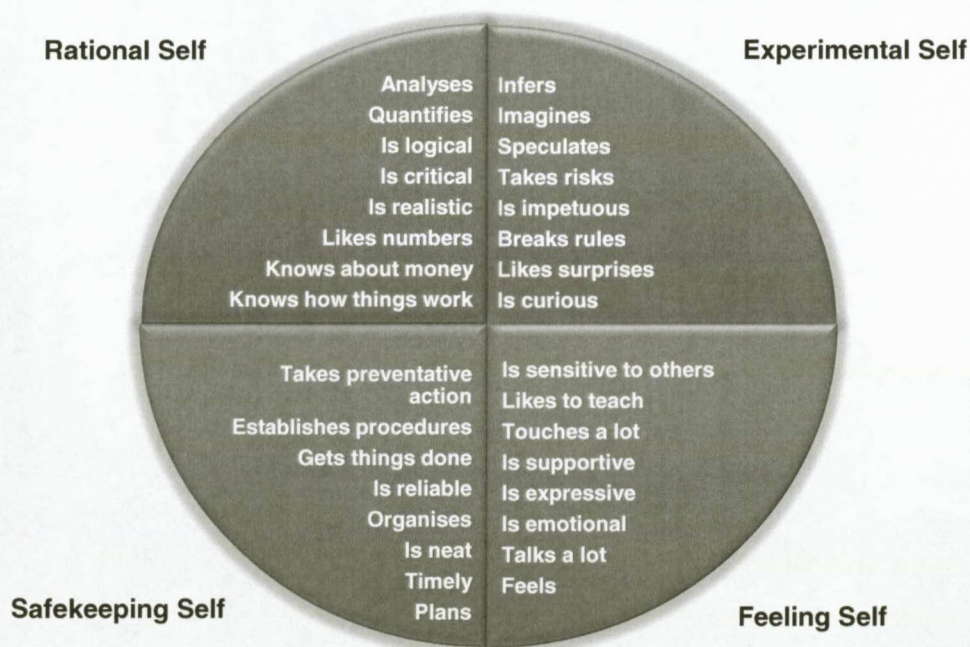 Rational Self
Analyses
Quantifies
Is logical
Is critical
Is realistic
Likes numbers
Knows about money
Knows how things work
Experimental Self
Infers
Imagines
Speculates
Takes risks
Is impetuous
Breaks rules
Likes surprises
Is curious
Safekeeping Self
Takes preventative
action
Establishes procedures
Gets things done
Is reliable
Organises
Is neat
Timely
Plans
Feeling Self
Is sensitive to others
Likes to teach
Touches a lot
Is supportive
Is expressive
Is emotional
Talks a lot
Feels